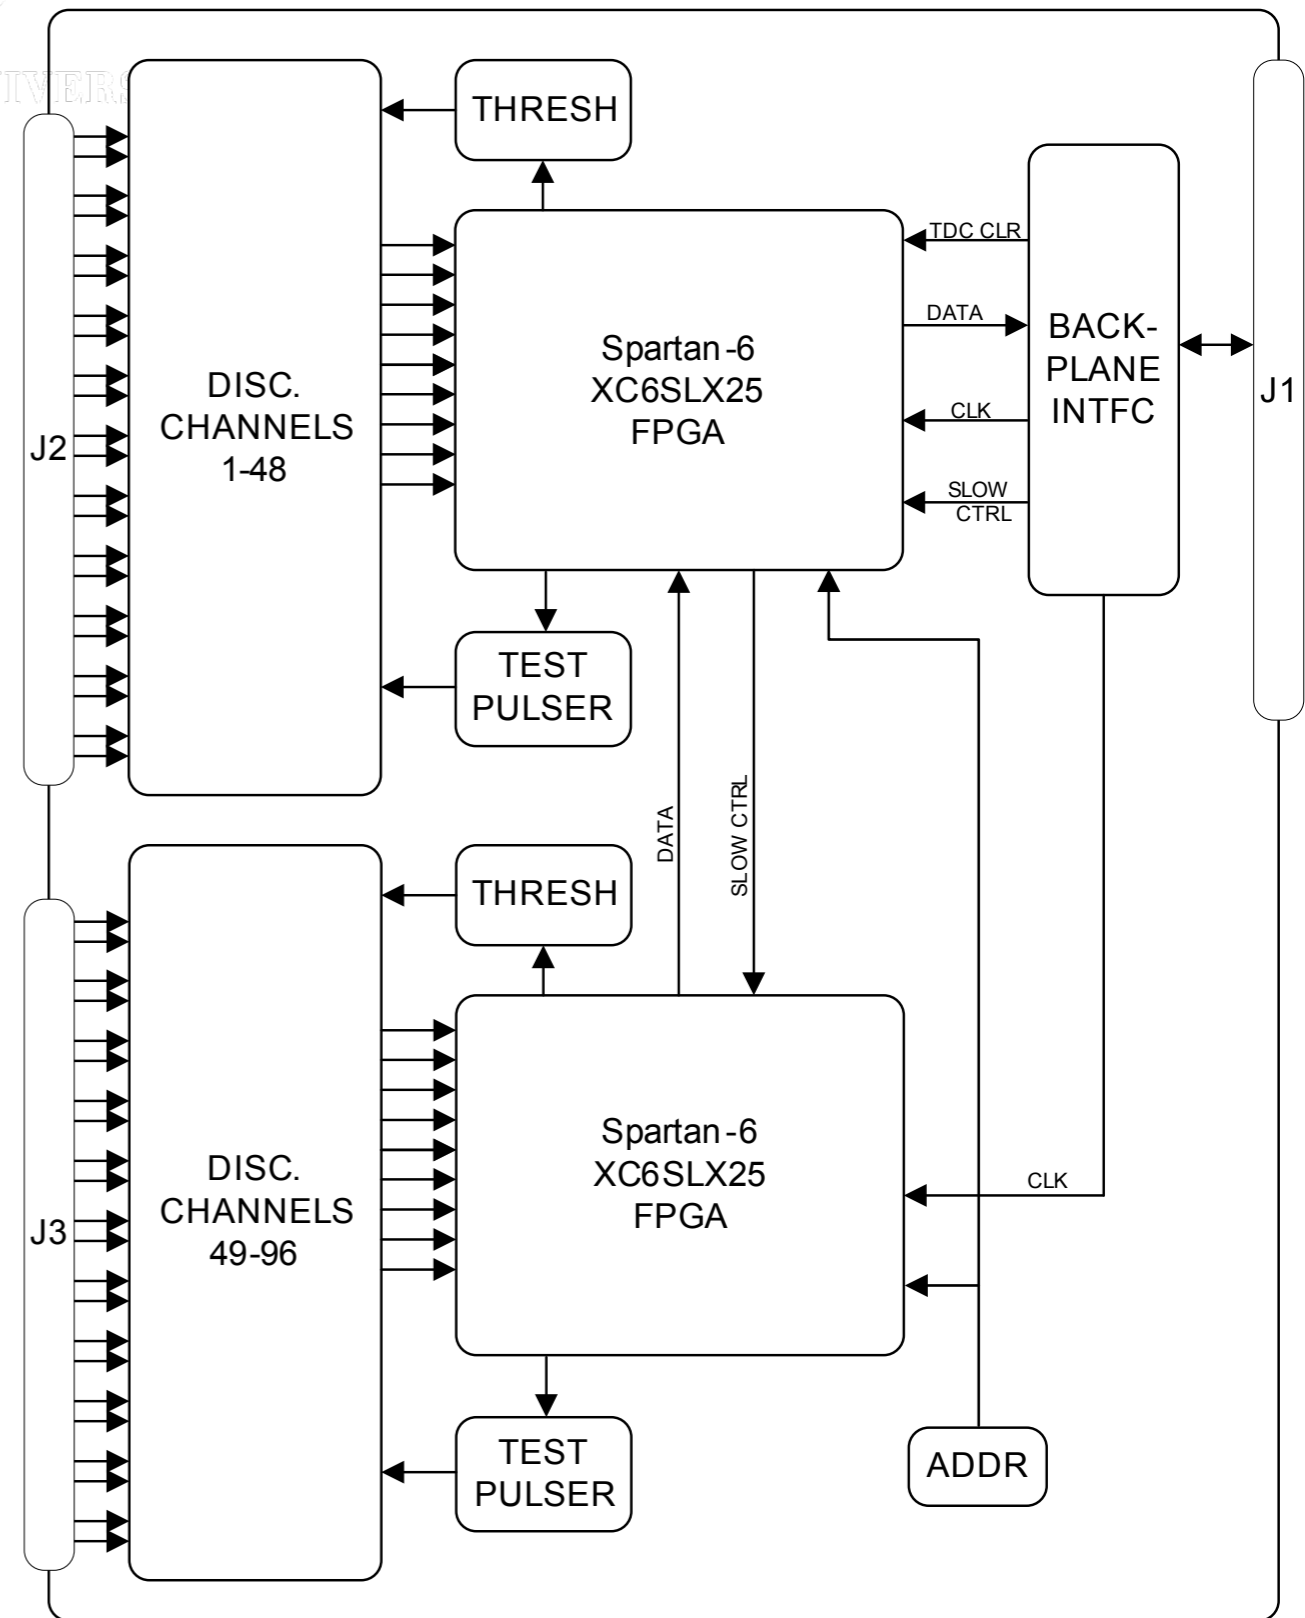 THRESH
TDC CLR
DATA
BACK-
PLANE
INTFC
J1
Spartan-6
XC6SLX25
FPGA
CLK
SLOW
CTRL
DISC.
CHANNELS
1-48
J2
TEST
PULSER
DATA
SLOW CTRL
THRESH
Spartan-6
XC6SLX25
FPGA
DISC.
CHANNELS
49-96
J3
CLK
TEST
PULSER
ADDR